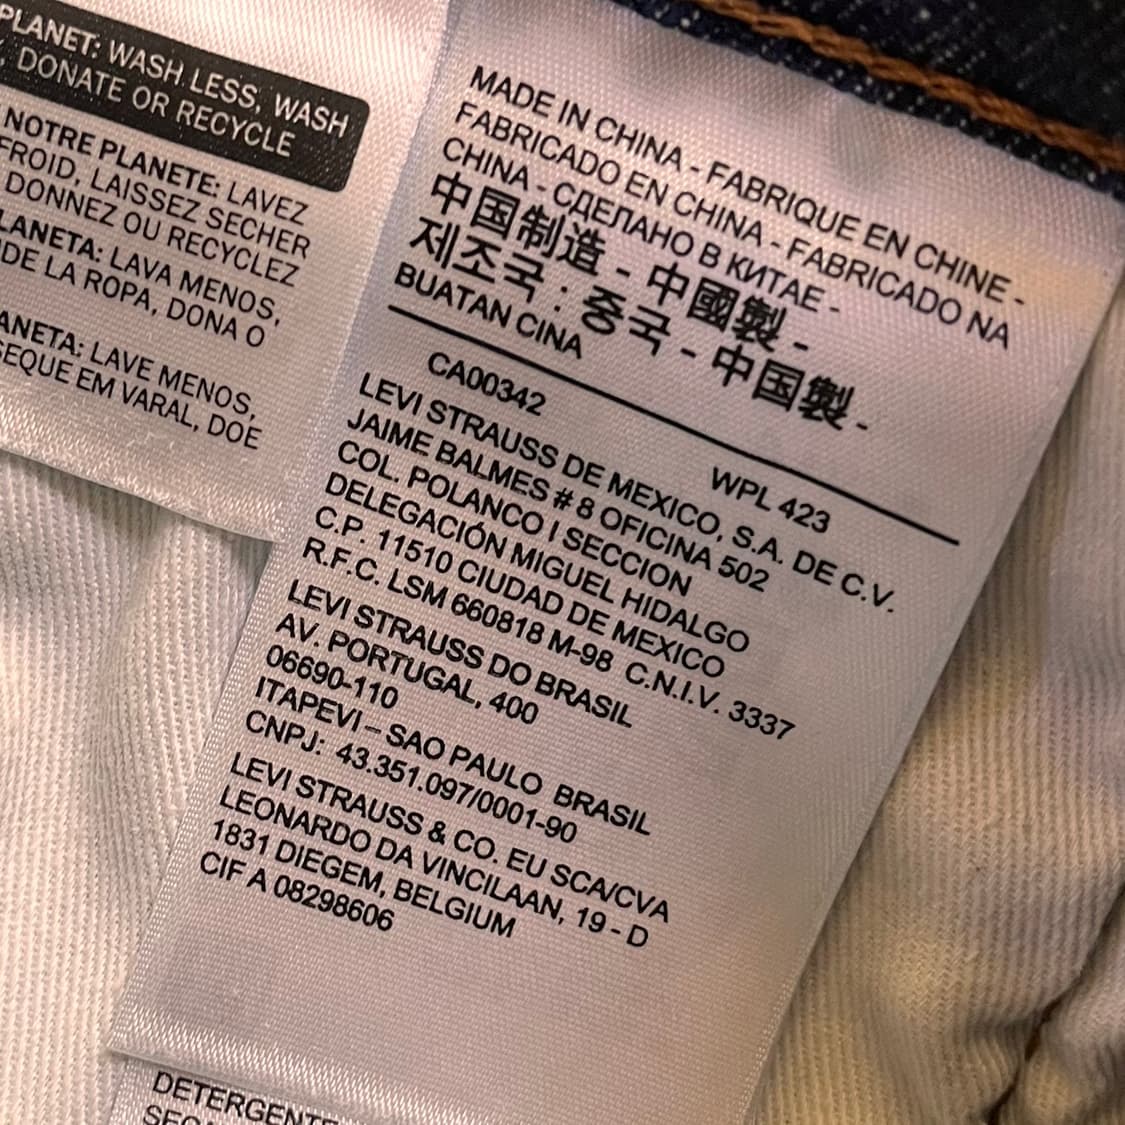 PLANET: WASH LESS, WASH
, DONATE OR RECYCLE
NOTRE PLANETE: LAVEZ
FROID, LAISSEZ SECHER
DONNEZ OU RECYCLEZ
LANETA: LAVA MENOS,
DE LA ROPA, DONA O
ANETA: LAVE MENOS,
SEQUE EM VARAL, DOE
MADE IN CHINA - FABRIQUE EN CHINE -
FABRICADO EN CHINA - FABRICADO NA
CHINA - СДЕЛАНО В КИТАЕ -
中国制造 - 中國製 -
제조국 : 중국 - 中国製 -
BUATAN CINA
CA00342 WPL 423
LEVI STRAUSS DE MEXICO, S.A. DE C.V.
JAIME BALMES # 8 OFICINA 502
COL. POLANCO I SECCION
DELEGACIÓN MIGUEL HIDALGO
C.P. 11510 CIUDAD DE MEXICO
R.F.C. LSM 660818 M-98 C.N.I.V. 3337
LEVI STRAUSS DO BRASIL
AV. PORTUGAL, 400
06690-110
ITAPEVI – SAO PAULO BRASIL
CNPJ: 43.351.097/0001-90
LEVI STRAUSS & CO. EU SCA/CVA
LEONARDO DA VINCILAAN, 19 - D
1831 DIEGEM, BELGIUM
CIF A 08298606
DETERGENTE